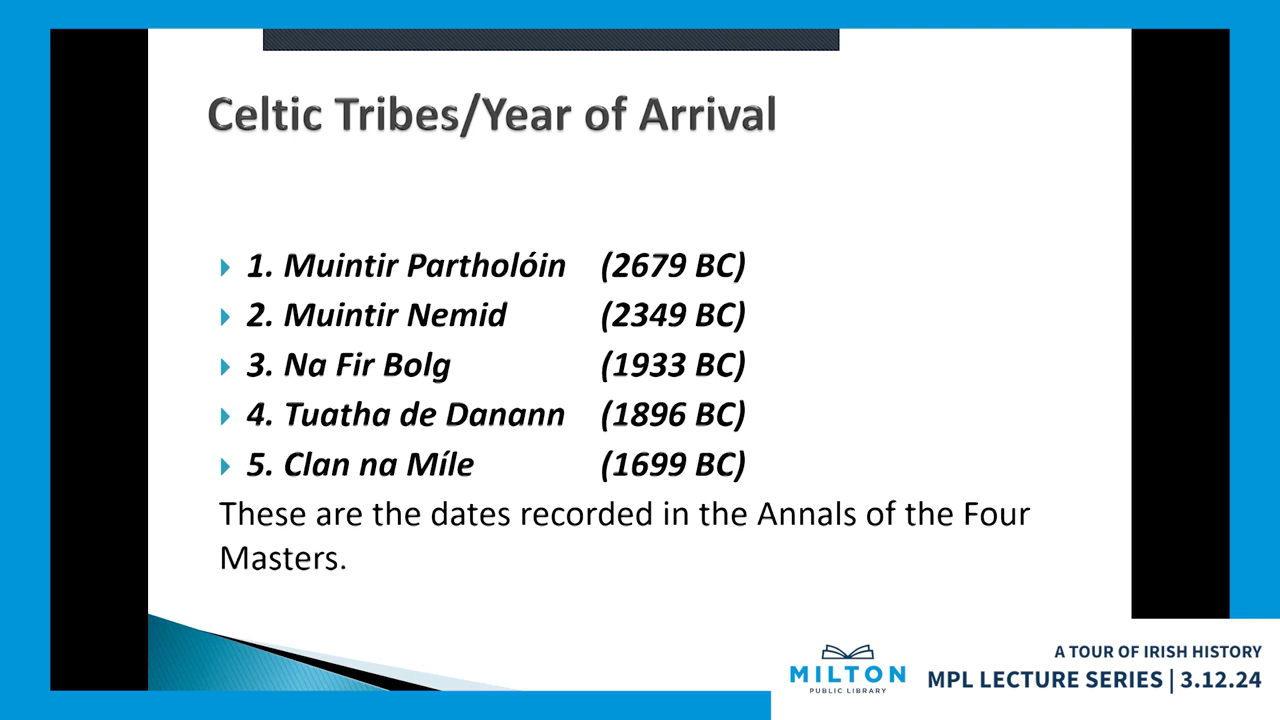 Celtic Tribes/Year of Arrival
1. Muintir Partholóin (2679 BC)
2. Muintir Nemid (2349 BC)
3. Na Fir Bolg (1933 BC)
4. Tuatha de Danann (1896 BC)
5. Clan na Míle (1699 BC)
These are the dates recorded in the Annals of the Four
Masters.
MILTON
PUBLIC LIBRARY
A TOUR OF IRISH HISTORY
MPL LECTURE SERIES | 3.12.24